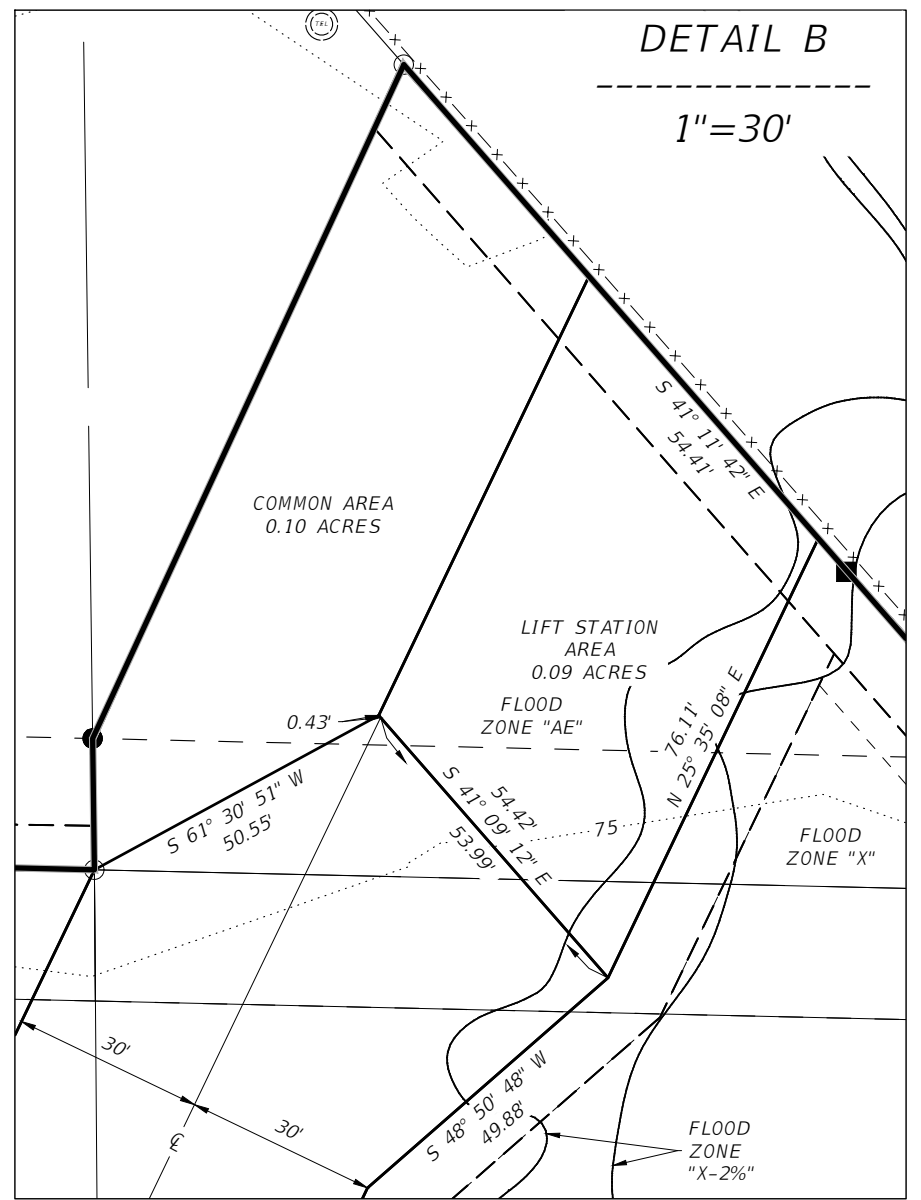 DETAIL B
1"=30'
TEL
S 41° 11' 42" E
54.41'
COMMON AREA
0.10 ACRES
LIFT STATION
AREA
0.09 ACRES
FLOOD
ZONE "AE"
0.43'
76.11'
N 25° 35' 08" E
S 61° 30' 51" W
50.55'
54.42'
S 41° 09' 12" E
53.99'
75
FLOOD
ZONE "X"
30'
30'
℄
S 48° 50' 48" W
49.88'
FLOOD
ZONE
"X-2%"